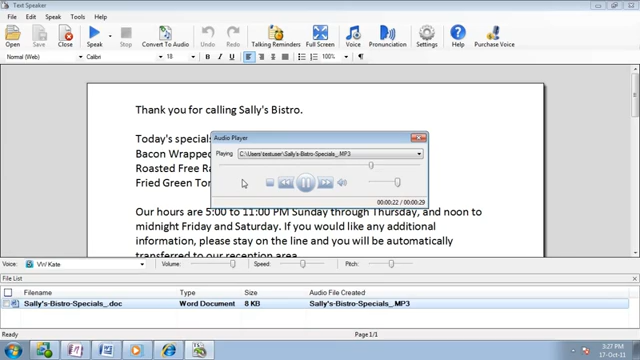 Text Speaker
File Edit Speak Tools Help
Open Save Close Speak Convert To Audio Undo Redo Talking Reminders Full Screen Voice Pronunciation Settings Help Purchase Voice
Normal (Web) Calibri 18 B I U 100%
Thank you for calling Sally's Bistro.
Today's special
Bacon Wrapped
Roasted Free Ra
Fried Green Tor
Audio Player
Playing C:\Users\testuser\Sally's-Bistro-Specials_.MP3
00:00:22 / 00:00:29
Our hours are 5:00 to 11:00 PM Sunday through Thursday, and noon to
midnight Friday and Saturday. If you would like any additional
information, please stay on the line and you will be automatically
transferred to our reception area.
Voice: VW Kate Volume: Speed: Pitch:
File List
Filename Type Size Audio File Created
Sally's-Bistro-Specials_.doc Word Document 8 KB Sally's-Bistro-Specials_.MP3
Ready Page1/1
3:27 PM
17-Oct-11